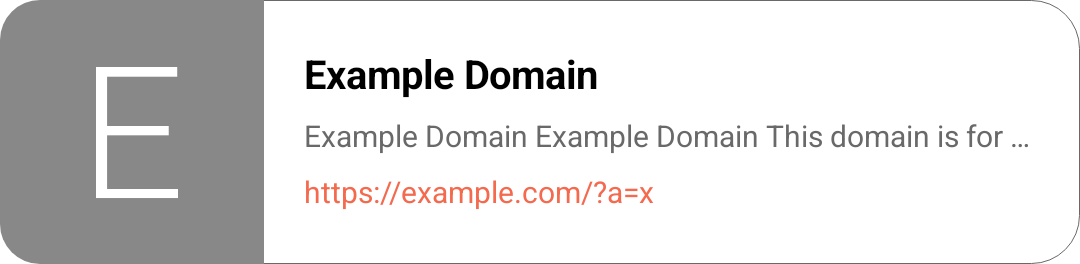 E
Example Domain
Example Domain Example Domain This domain is for ...
https://example.com/?a=x